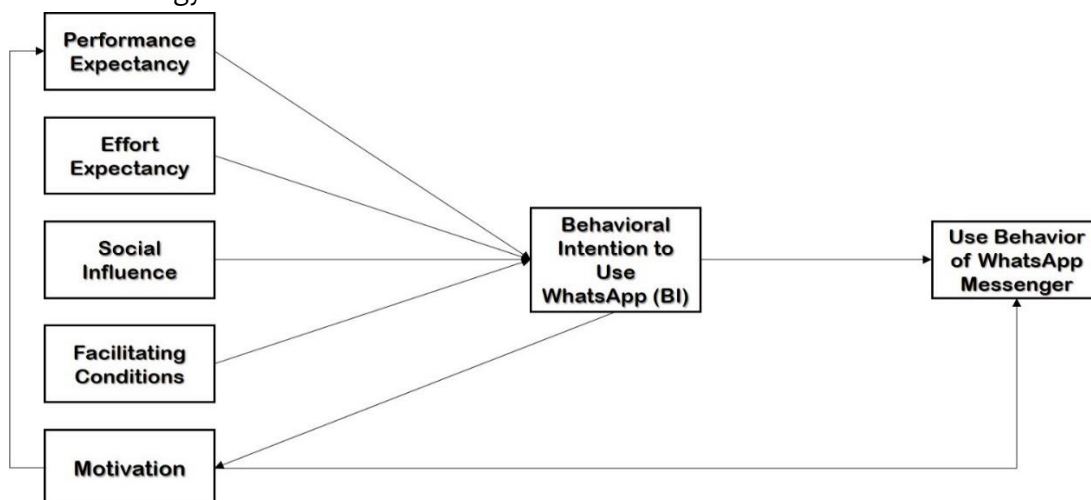 Performance
Expectancy
Effort
Expectancy
Social
Influence
Facilitating
Conditions
Motivation
Behavioral
Intention to
Use
WhatsApp (BI)
Use Behavior
of WhatsApp
Messenger